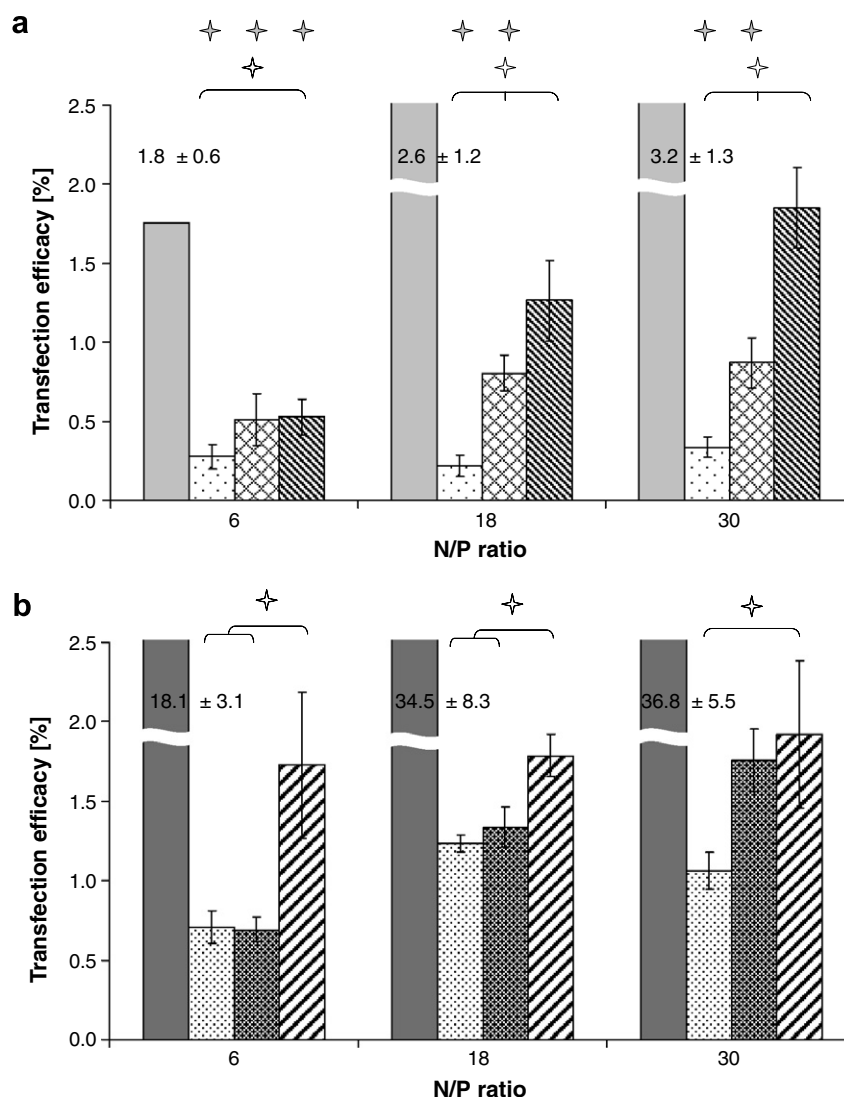 a
2.5
1.8 ± 0.6
2.6 ± 1.2
3.2 ± 1.3
2.0
1.5
1.0
0.5
0.0
Transfection efficacy [%]
6 18 30
N/P ratio
b
2.5
18.1 ± 3.1
34.5 ± 8.3
36.8 ± 5.5
2.0
1.5
1.0
0.5
0.0
Transfection efficacy [%]
6 18 30
N/P ratio